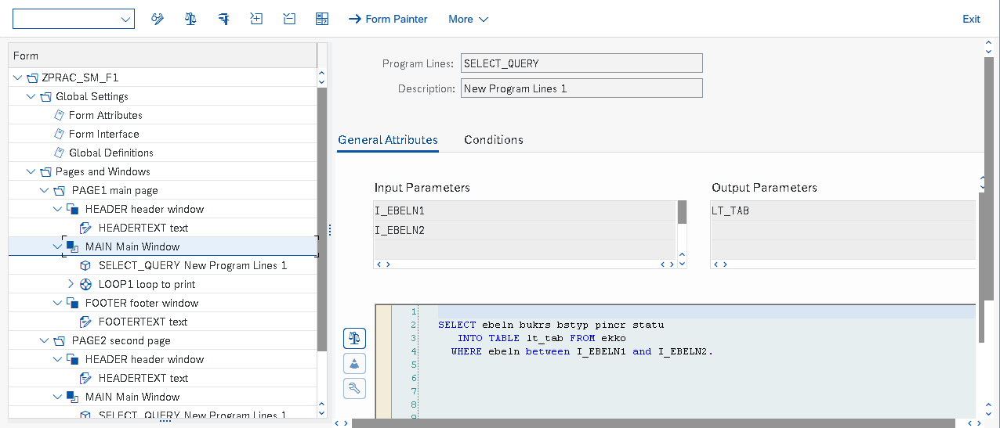 Form Painter
More
Exit
Form
ZPRAC_SM_F1
Global Settings
Form Attributes
Form Interface
Global Definitions
Pages and Windows
PAGE1 main page
HEADER header window
HEADERTEXT text
MAIN Main Window
SELECT_QUERY New Program Lines 1
LOOP1 loop to print
FOOTER footer window
FOOTERTEXT text
PAGE2 second page
HEADER header window
HEADERTEXT text
MAIN Main Window
SELECT_QUERY New Program Lines 1
Program Lines: SELECT_QUERY
Description: New Program Lines 1
General Attributes
Conditions
Input Parameters
I_EBELN1
I_EBELN2
Output Parameters
LT_TAB
1
2 SELECT ebeln bukrs bstyp pincr statu
3 INTO TABLE lt_tab FROM ekko
4 WHERE ebeln between I_EBELN1 and I_EBELN2.
5
6
7
8
9